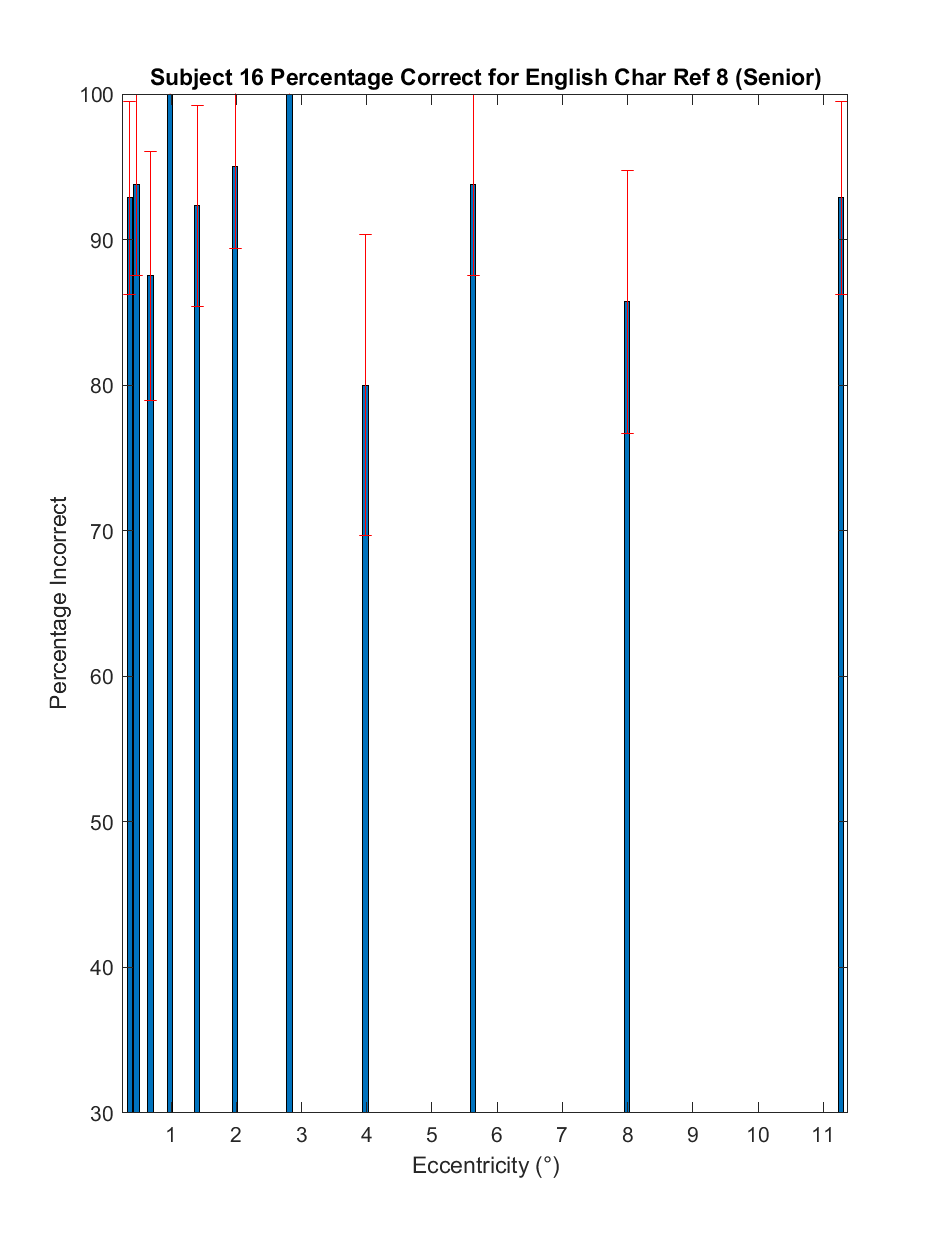 Subject 16 Percentage Correct for English Char Ref 8 (Senior)
100
90
80
70
60
50
40
30
Percentage Incorrect
1 2 3 4 5 6 7 8 9 10 11
Eccentricity (°)